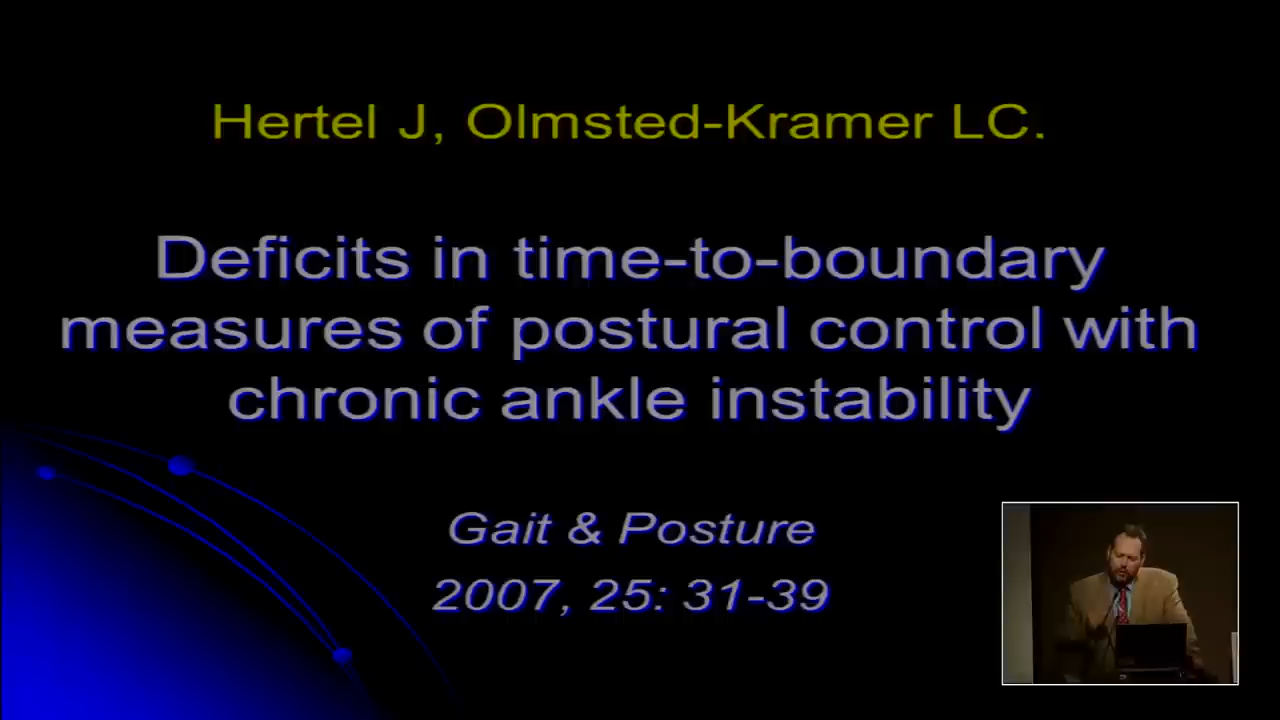 Hertel J, Olmsted-Kramer LC.
Deficits in time-to-boundary
measures of postural control with
chronic ankle instability
Gait & Posture
2007, 25: 31-39